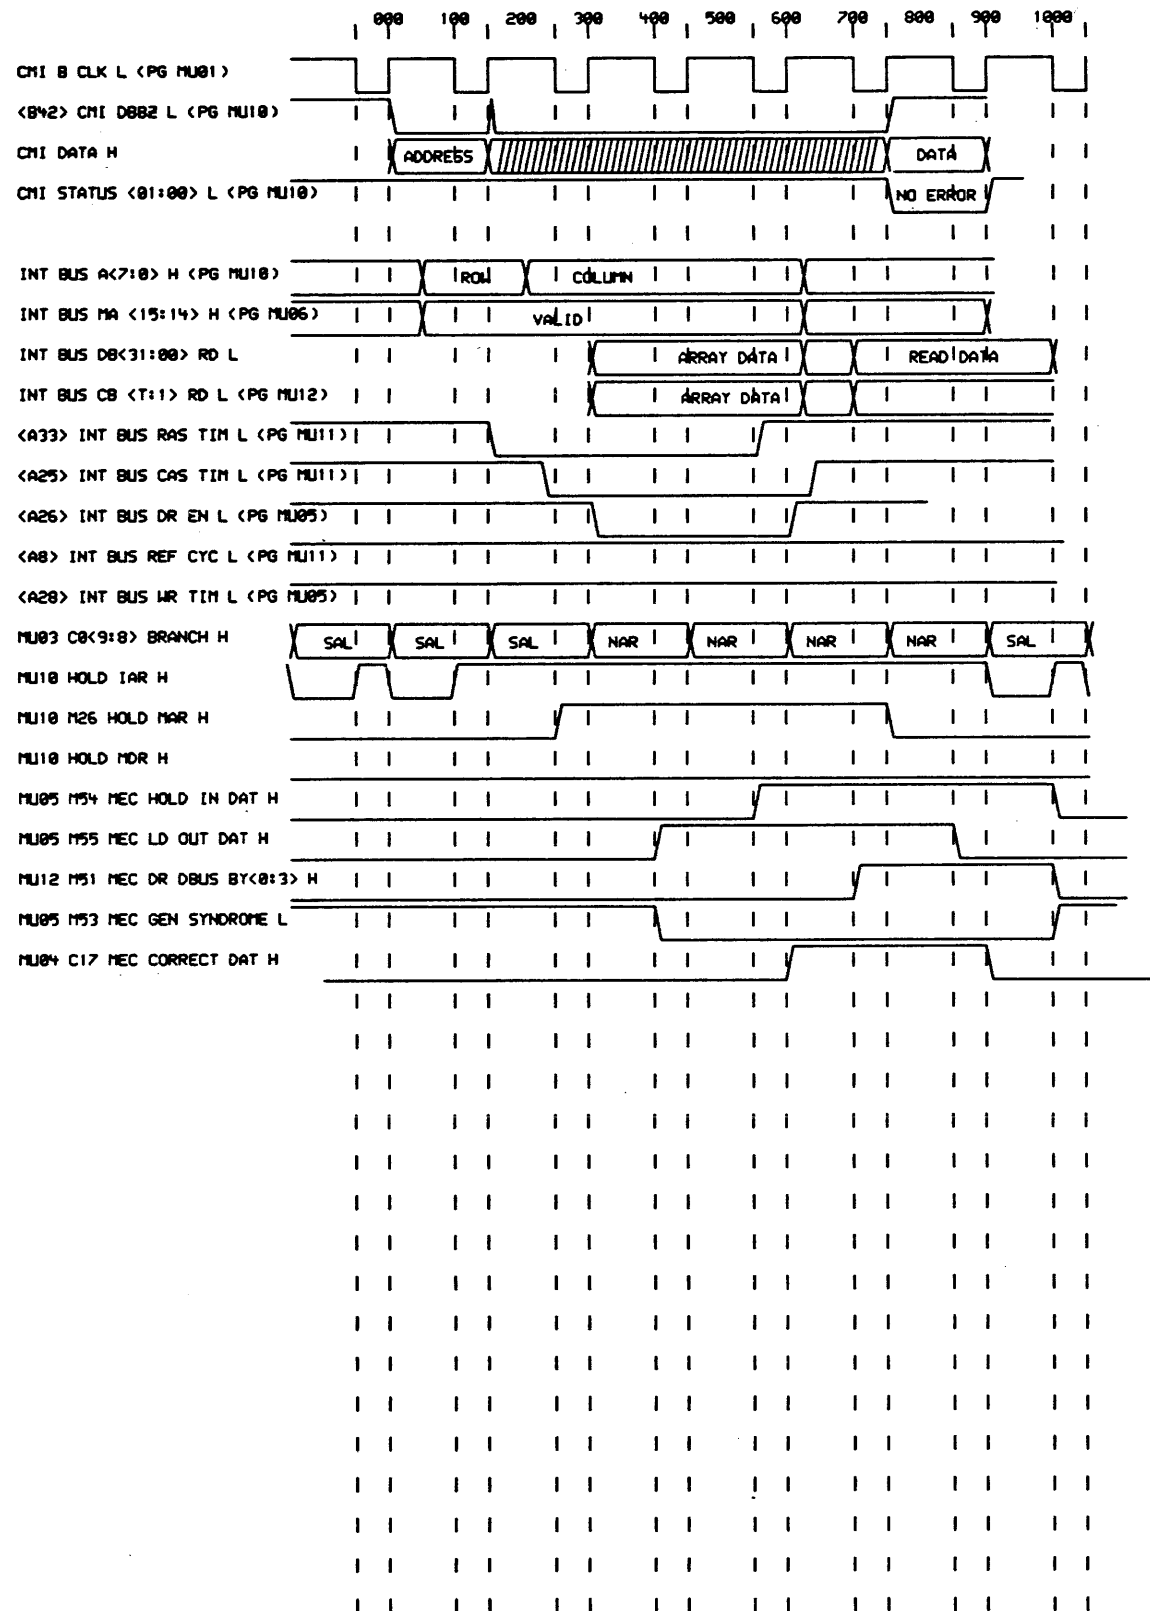 000 100 200 300 400 500 600 700 800 900 1000
CMI B CLK L (PG MU01)
<B42> CMI DBBZ L (PG MU10)
CMI DATA H ADDRESS DATA
CMI STATUS <01:00> L (PG MU10) NO ERROR
INT BUS A<7:0> H (PG MU10) ROW COLUMN
INT BUS MA <15:14> H (PG MU06) VALID
INT BUS DB<31:00> RD L ARRAY DATA READ DATA
INT BUS CB <T:1> RD L (PG MU12) ARRAY DATA
<A33> INT BUS RAS TIM L (PG MU11)
<A25> INT BUS CAS TIM L (PG MU11)
<A26> INT BUS DR EN L (PG MU05)
<A8> INT BUS REF CYC L (PG MU11)
<A28> INT BUS WR TIM L (PG MU05)
MU03 C0<9:8> BRANCH H SAL SAL SAL NAR NAR NAR NAR SAL
MU10 HOLD IAR H
MU10 M26 HOLD MAR H
MU10 HOLD MDR H
MU05 M54 MEC HOLD IN DAT H
MU05 M55 MEC LD OUT DAT H
MU12 M51 MEC DR DBUS BY<0:3> H
MU05 M53 MEC GEN SYNDROME L
MU04 C17 MEC CORRECT DAT H